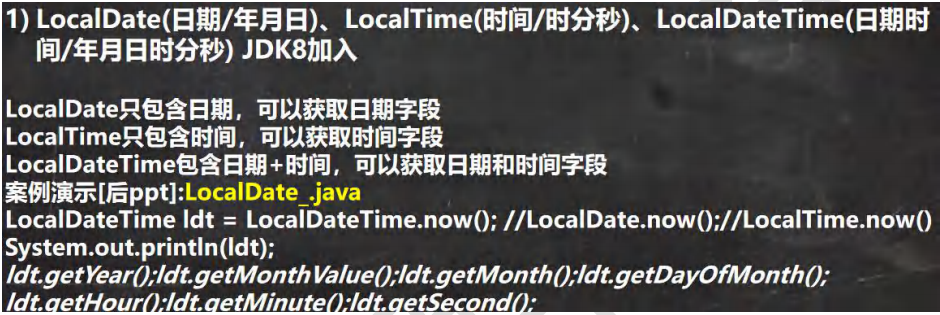 1) LocalDate(日期/年月日)、LocalTime(时间/时分秒)、LocalDateTime(日期时
间/年月日时分秒) JDK8加入
LocalDate只包含日期，可以获取日期字段
LocalTime只包含时间，可以获取时间字段
LocalDateTime包含日期+时间，可以获取日期和时间字段
案例演示[后ppt]:LocalDate_.java
LocalDateTime ldt = LocalDateTime.now(); //LocalDate.now();//LocalTime.now()
System.out.println(ldt);
ldt.getYear();ldt.getMonthValue();ldt.getMonth();ldt.getDayOfMonth();
ldt.getHour();ldt.getMinute();ldt.getSecond();